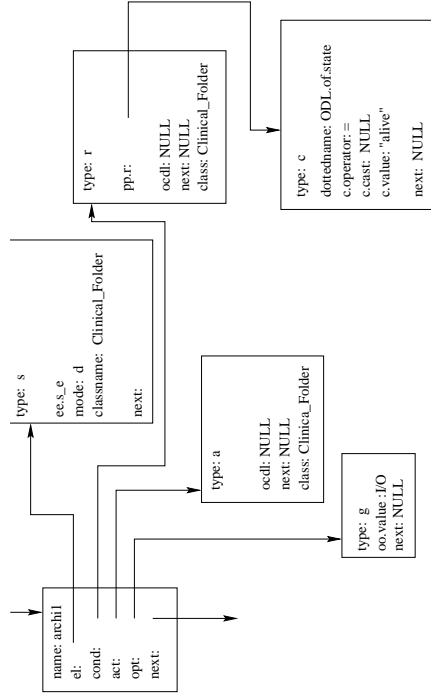 name: archi1
el:
cond:
act:
opt:
next:
type: s
ee.s_e
mode: d
classname: Clinical_Folder
next:
type: r
pp.r:
ocdl: NULL
next: NULL
class: Clinical_Folder
type: a
ocdl: NULL
next: NULL
class: Clinica_Folder
type: g
oo.value :I/O
next: NULL
type: c
dottedname: ODL.of.state
c.operator: =
c.cast: NULL
c.value: "alive"
next: NULL